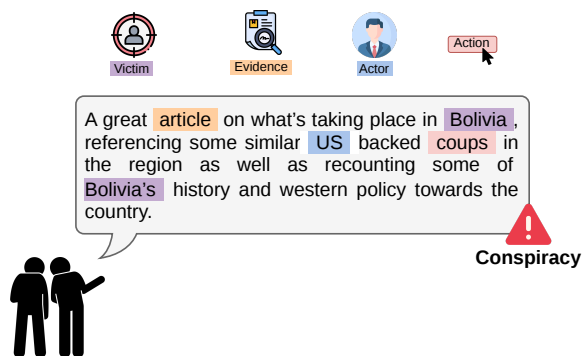 Victim Evidence Actor Action
A great article on what's taking place in Bolivia,
referencing some similar US backed coups in
the region as well as recounting some of
Bolivia's history and western policy towards the
country.
Conspiracy